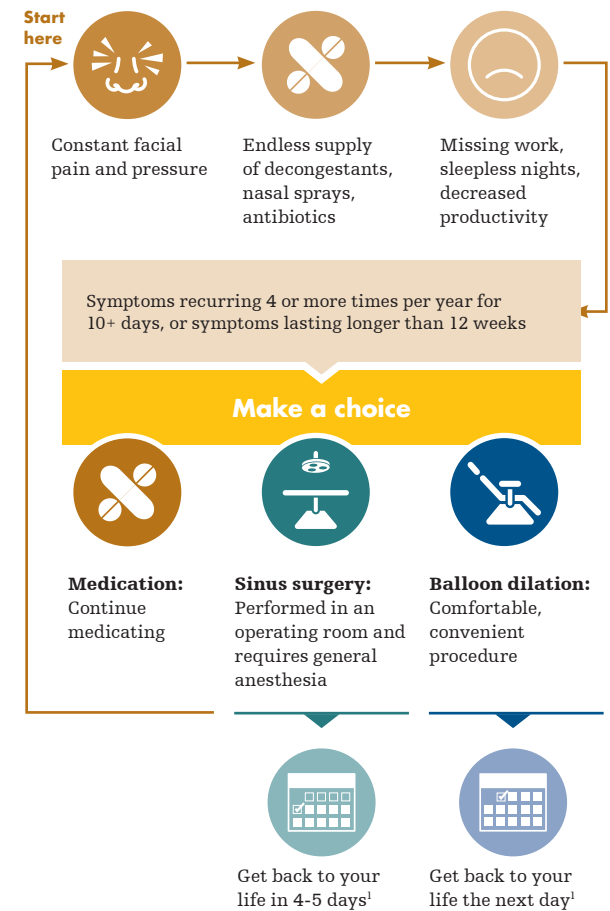 Start
here
Constant facial
pain and pressure
Endless supply
of decongestants,
nasal sprays,
antibiotics
Missing work,
sleepless nights,
decreased
productivity
Symptoms recurring 4 or more times per year for
10+ days, or symptoms lasting longer than 12 weeks
Make a choice
Medication:
Continue
medicating
Sinus surgery:
Performed in an
operating room and
requires general
anesthesia
Balloon dilation:
Comfortable,
convenient
procedure
Get back to your
life in 4-5 days¹
Get back to your
life the next day¹